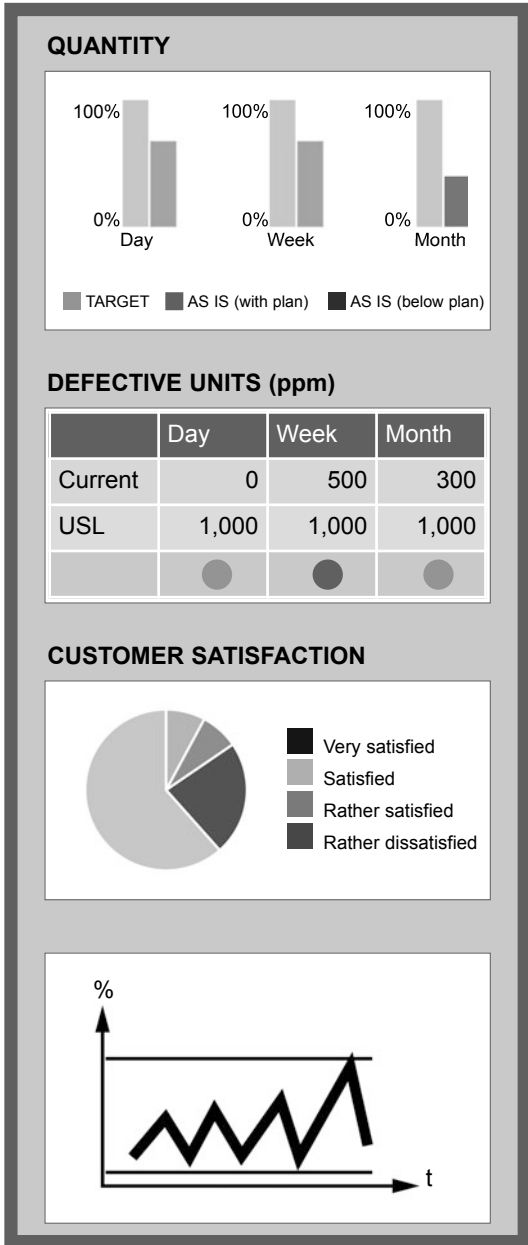 QUANTITY
100% 100% 100%
0% 0% 0%
Day Week Month
TARGET AS IS (with plan) AS IS (below plan)
DEFECTIVE UNITS (ppm)
Day Week Month
Current 0 500 300
USL 1,000 1,000 1,000
CUSTOMER SATISFACTION
Very satisfied
Satisfied
Rather satisfied
Rather dissatisfied
%
t